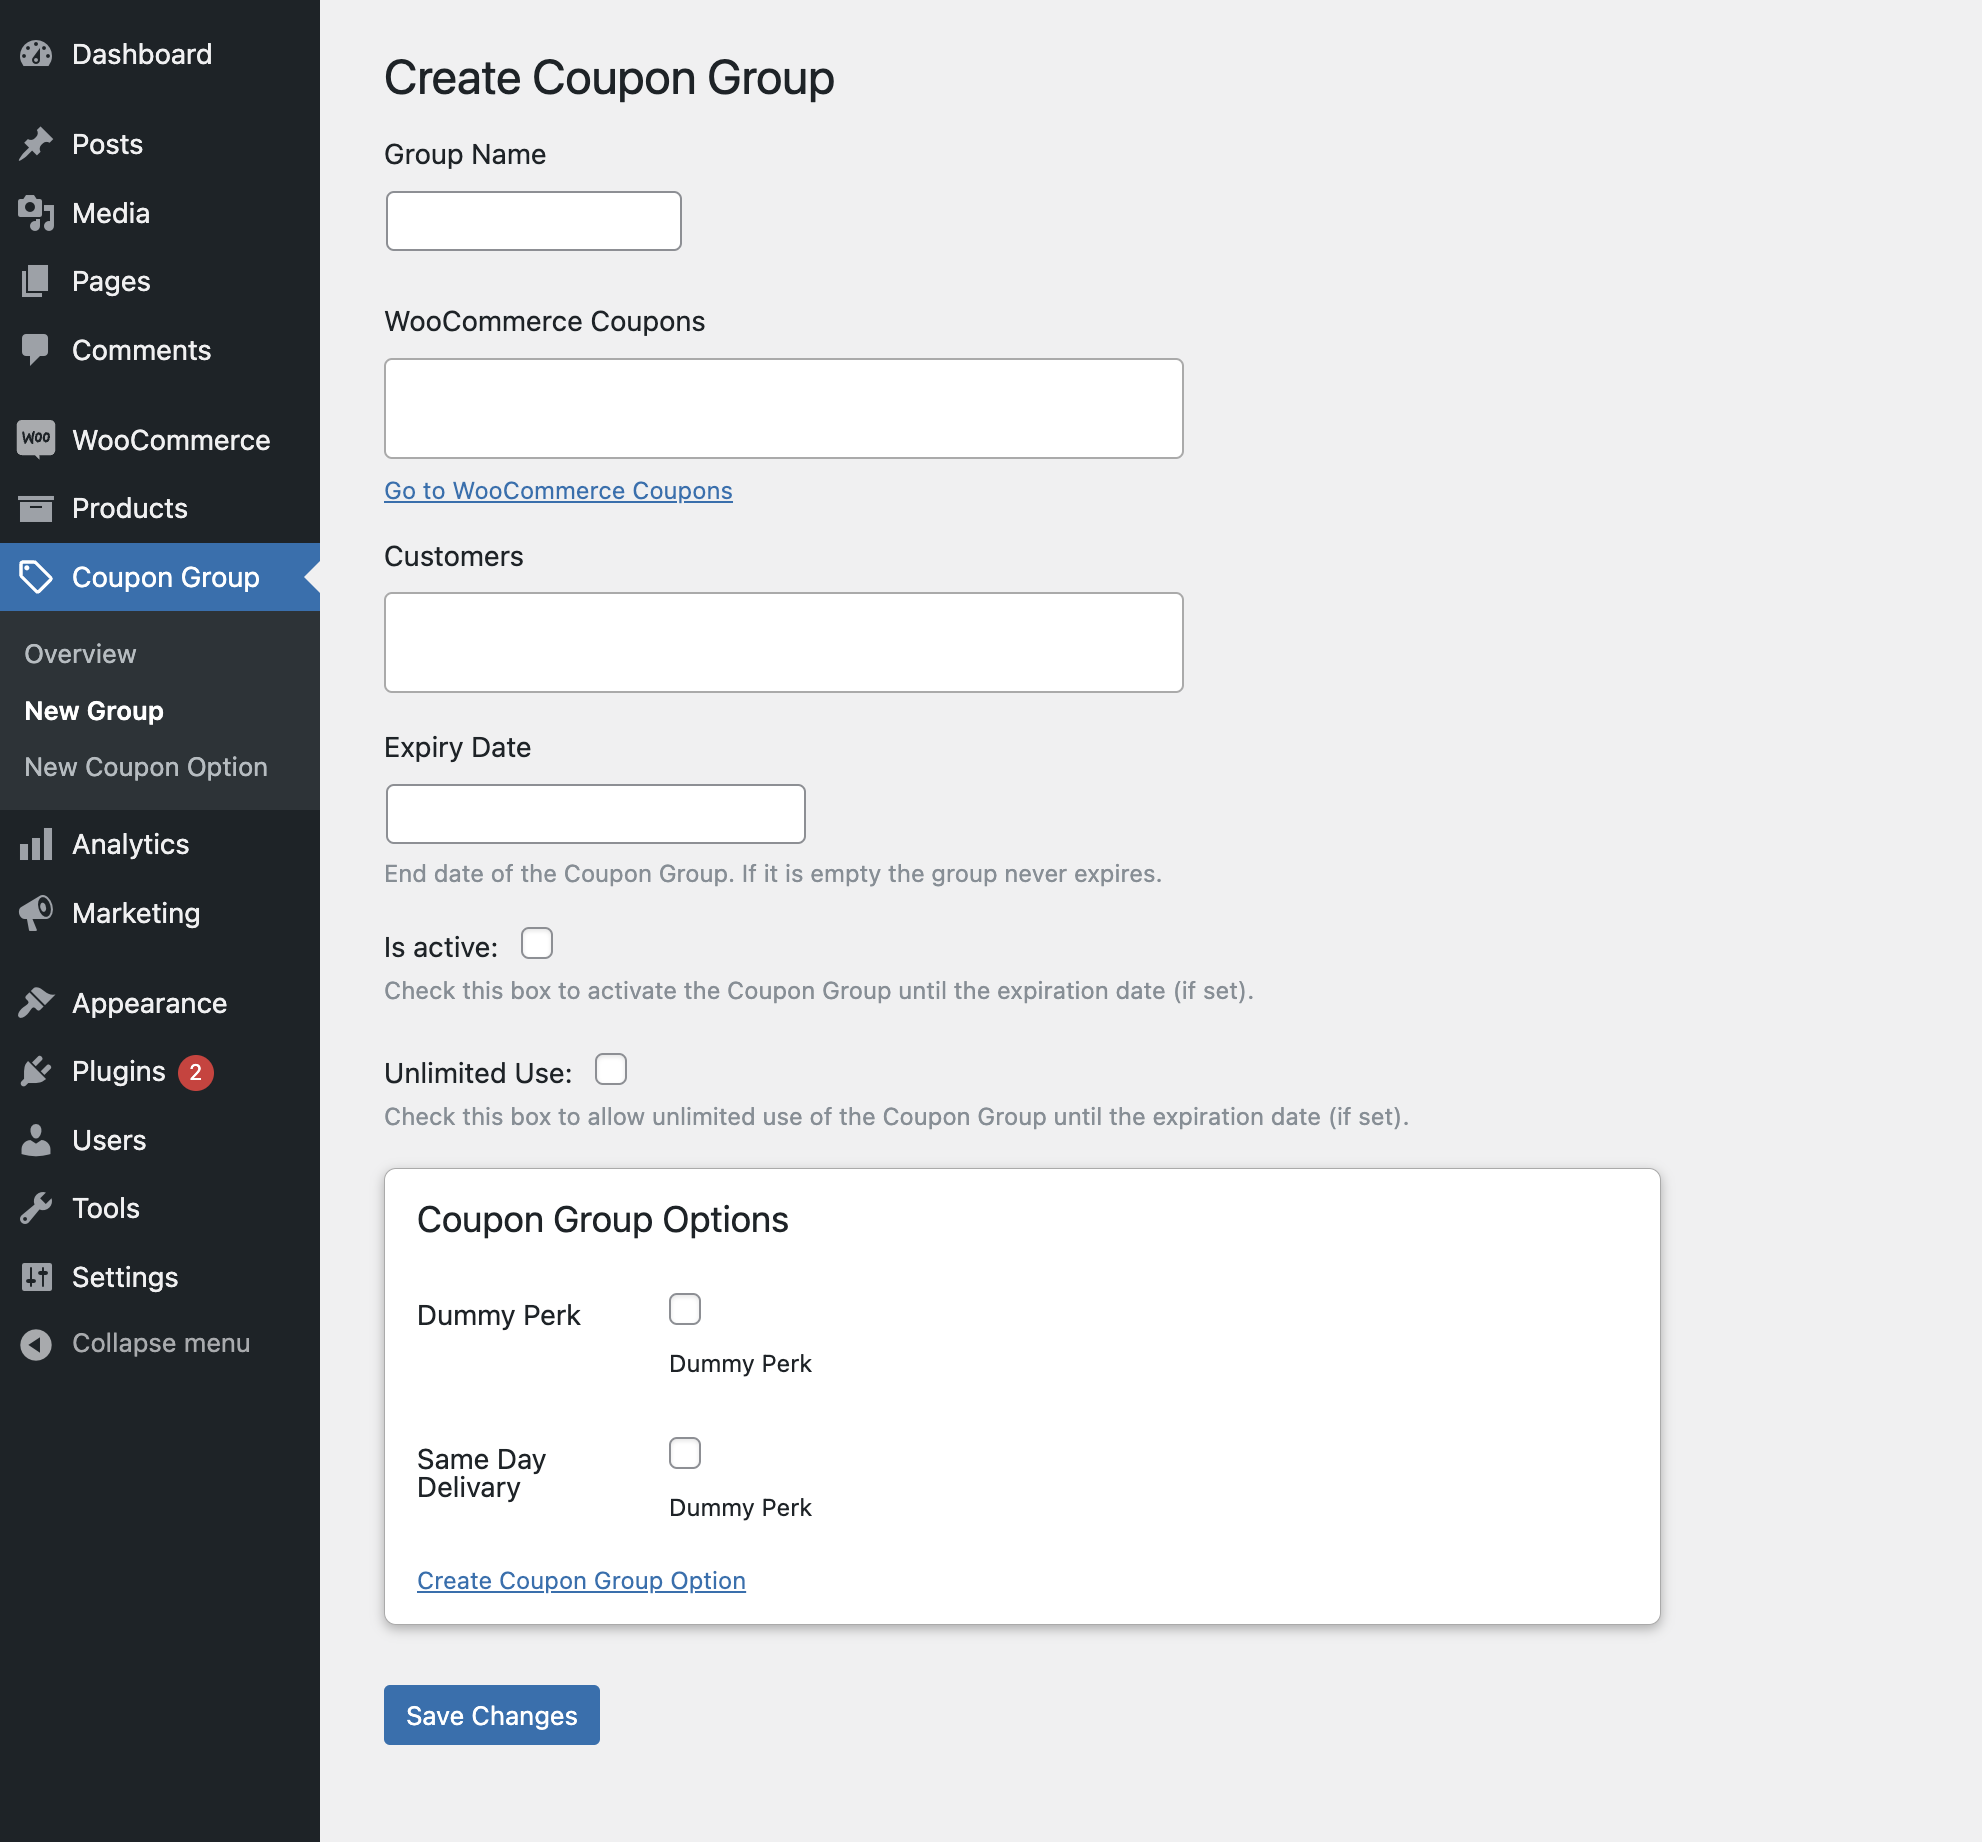 Dashboard
Posts
Media
Pages
Comments
Woo WooCommerce
Products
Coupon Group
Overview
New Group
New Coupon Option
Analytics
Marketing
Appearance
Plugins 2
Users
Tools
Settings
Collapse menu
Create Coupon Group
Group Name
WooCommerce Coupons
Go to WooCommerce Coupons
Customers
Expiry Date
End date of the Coupon Group. If it is empty the group never expires.
Is active:
Check this box to activate the Coupon Group until the expiration date (if set).
Unlimited Use:
Check this box to allow unlimited use of the Coupon Group until the expiration date (if set).
Coupon Group Options
Dummy Perk
Dummy Perk
Same Day
Delivary
Dummy Perk
Create Coupon Group Option
Save Changes